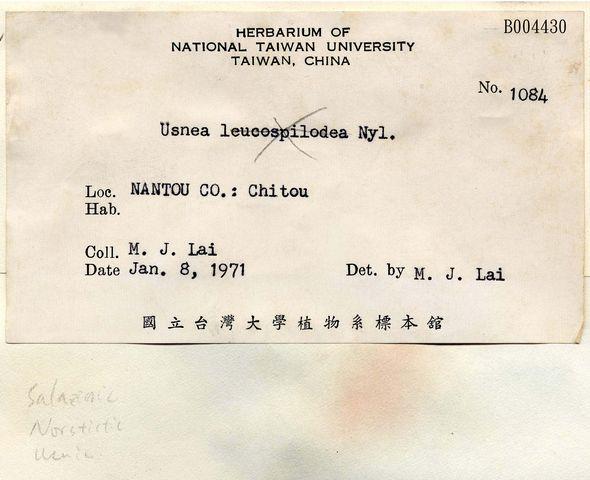 HERBARIUM OF
NATIONAL TAIWAN UNIVERSITY
TAIWAN, CHINA
B004430
No. 1084
Usnea leucospilodea Nyl.
Loc. NANTOU CO.: Chitou
Hab.
Coll. M. J. Lai
Date Jan. 8, 1971
Det. by M. J. Lai
國立台灣大學植物系標本館
Salazinic
Norstictic
Usnic